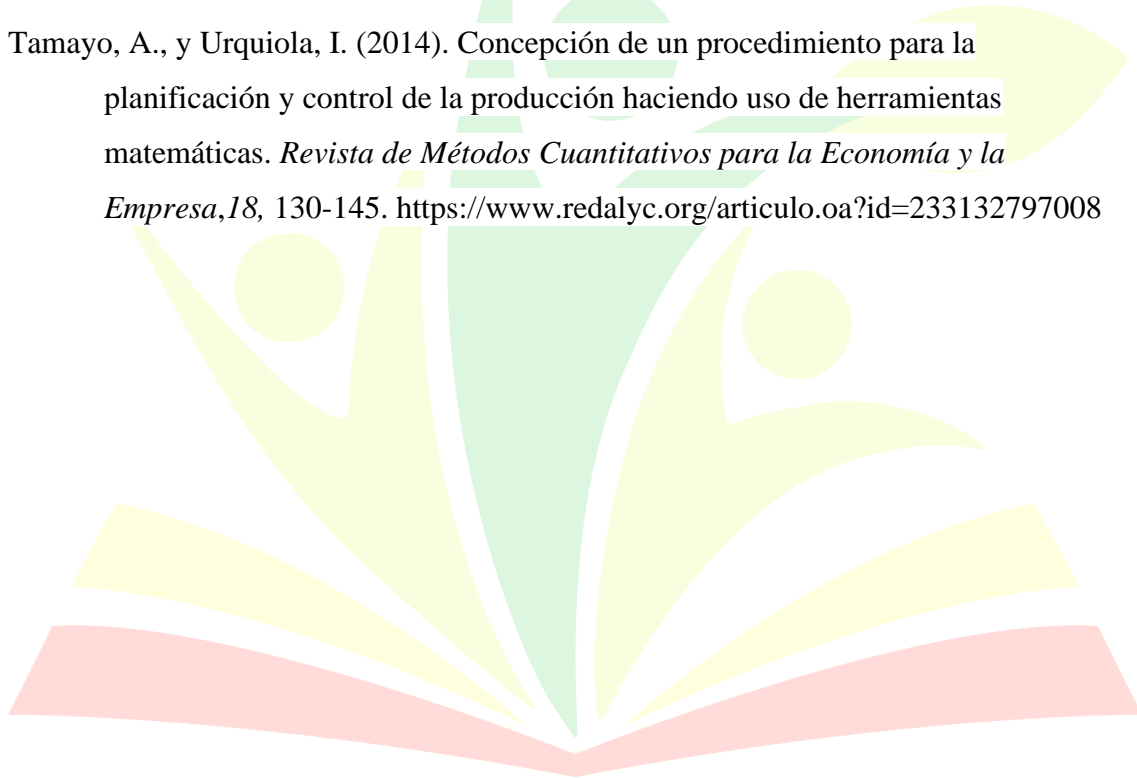 Tamayo, A., y Urquiola, I. (2014). Concepción de un procedimiento para la
planificación y control de la producción haciendo uso de herramientas
matemáticas. Revista de Métodos Cuantitativos para la Economía y la
Empresa,18, 130-145. https://www.redalyc.org/articulo.oa?id=233132797008